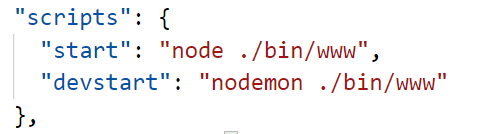 "scripts": {
"start": "node ./bin/www",
"devstart": "nodemon ./bin/www"
},